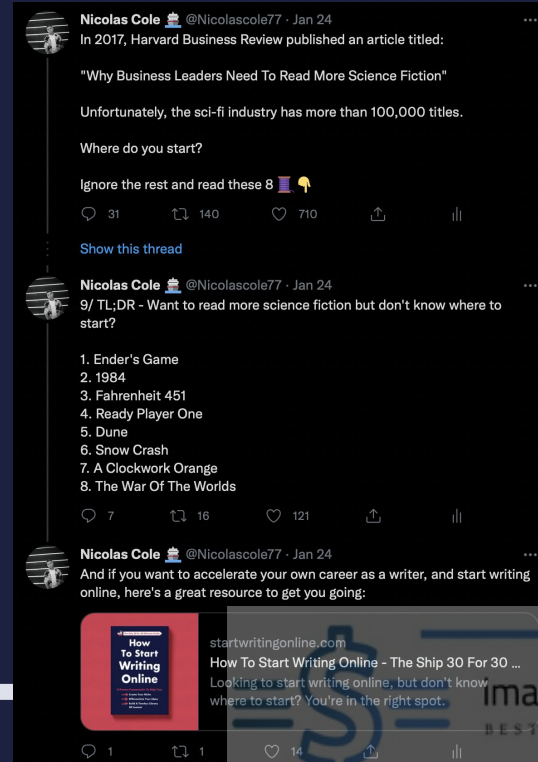 Nicolas Cole 🚢 @Nicolascole77 · Jan 24
In 2017, Harvard Business Review published an article titled:
"Why Business Leaders Need To Read More Science Fiction"
Unfortunately, the sci-fi industry has more than 100,000 titles.
Where do you start?
Ignore the rest and read these 8 🧵 👇
31 140 710
Show this thread
Nicolas Cole 🚢 @Nicolascole77 · Jan 24
9/ TL;DR - Want to read more science fiction but don't know where to
start?
1. Ender's Game
2. 1984
3. Fahrenheit 451
4. Ready Player One
5. Dune
6. Snow Crash
7. A Clockwork Orange
8. The War Of The Worlds
7 16 121
Nicolas Cole 🚢 @Nicolascole77 · Jan 24
And if you want to accelerate your own career as a writer, and start writing
online, here's a great resource to get you going:
How
To Start
Writing
Online
startwritingonline.com
How To Start Writing Online - The Ship 30 For 30 ...
Looking to start writing online, but don't know
where to start? You're in the right spot.
ima
BEST
1 1 14